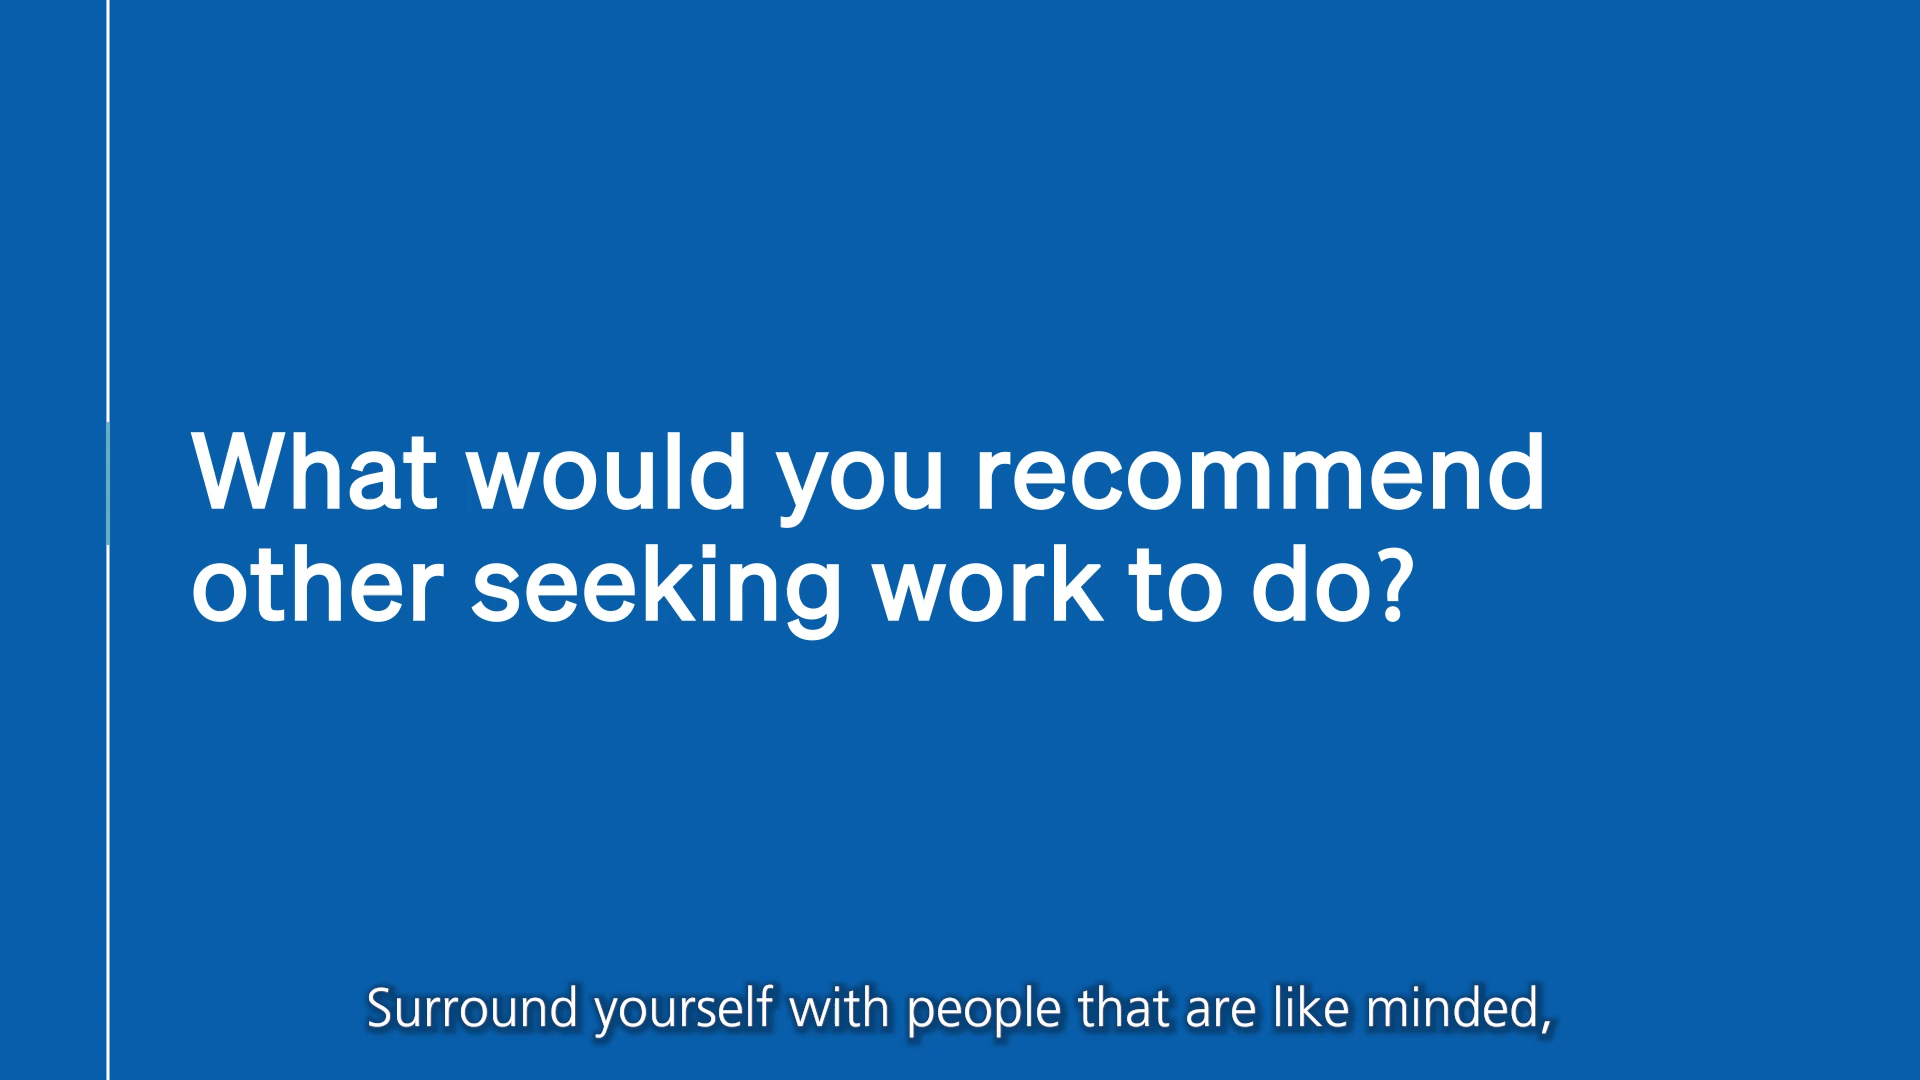 What would you recommend
other seeking work to do?
Surround yourself with people that are like minded,